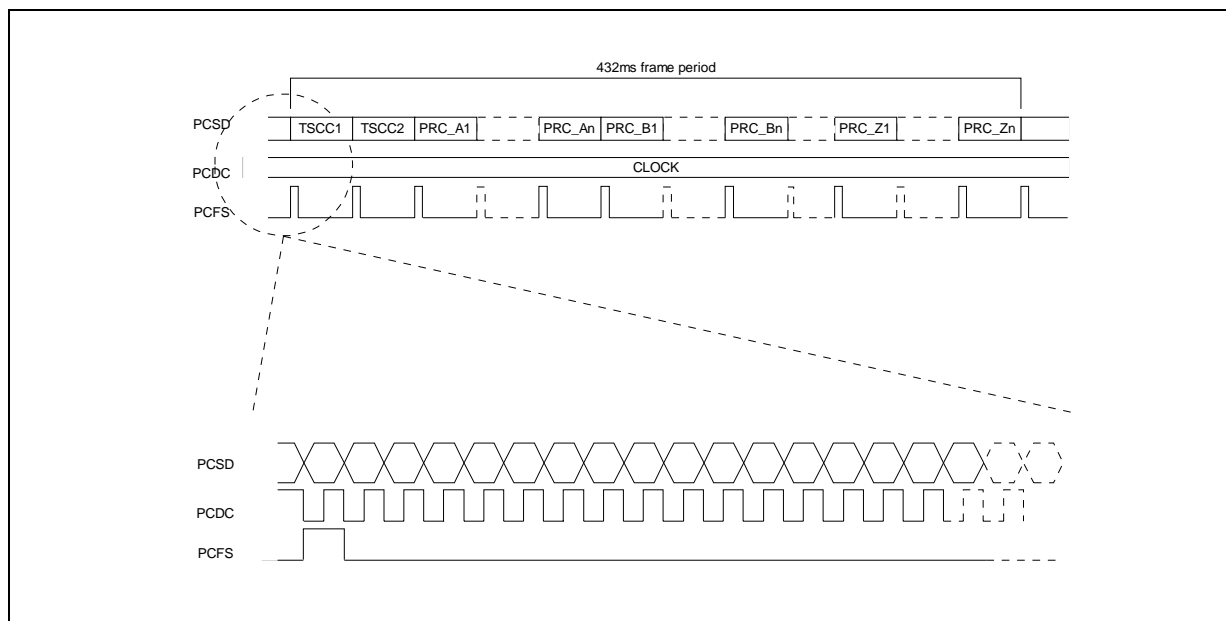 432ms frame period
PCSD TSCC1 TSCC2 PRC_A1 PRC_An PRC_B1 PRC_Bn PRC_Z1 PRC_Zn
PCDC CLOCK
PCFS
PCSD
PCDC
PCFS